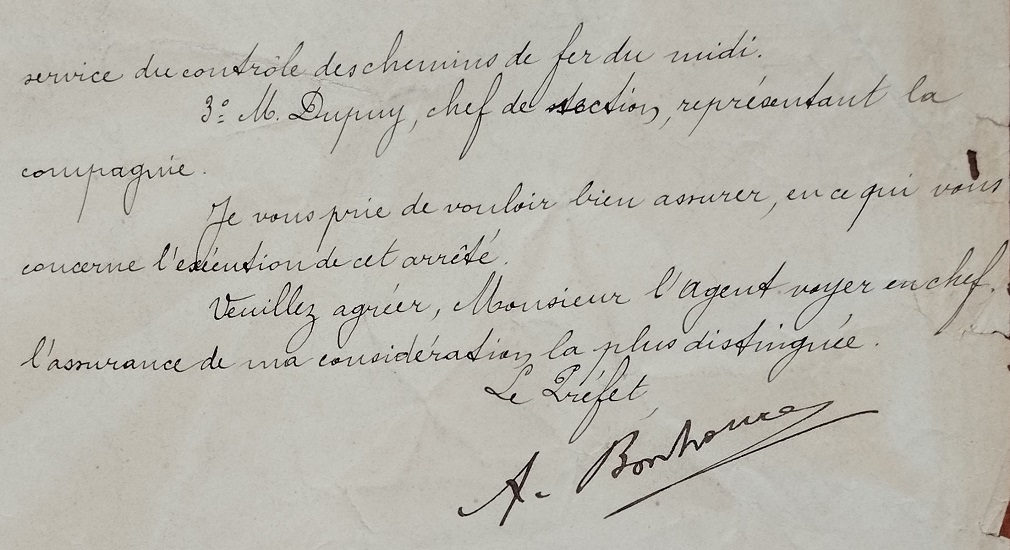 service du contrôle des chemins de fer du midi.
3º M. Dupuy, chef de section, représentant la
compagnie.
Je vous prie de vouloir bien assurer, en ce qui vous
concerne l'exécution de cet arrêté.
Veuillez agréer, Monsieur l'Agent voyer en chef.
l'assurance de ma considération la plus distinguée.
Le Préfet
A. Bonhoure